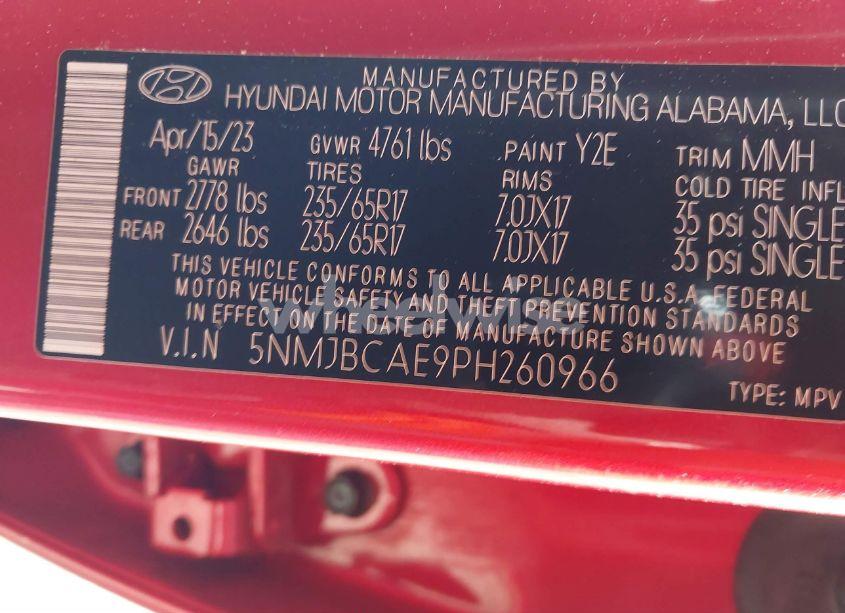 MANUFACTURED BY
HYUNDAI MOTOR MANUFACTURING ALABAMA, LLC
Apr/15/23 GVWR 4761 lbs PAINT Y2E TRIM MMH
GAWR TIRES RIMS COLD TIRE INFL
FRONT 2778 lbs 235/65R17 7.0JX17 35 psi SINGLE
REAR 2646 lbs 235/65R17 7.0JX17 35 psi SINGLE
THIS VEHICLE CONFORMS TO ALL APPLICABLE U.S.A. FEDERAL
MOTOR VEHICLE SAFETY AND THEFT PREVENTION STANDARDS
IN EFFECT ON THE DATE OF MANUFACTURE SHOWN ABOVE
wheelwise
V.I.N 5NMJBCAE9PH260966
TYPE: MPV